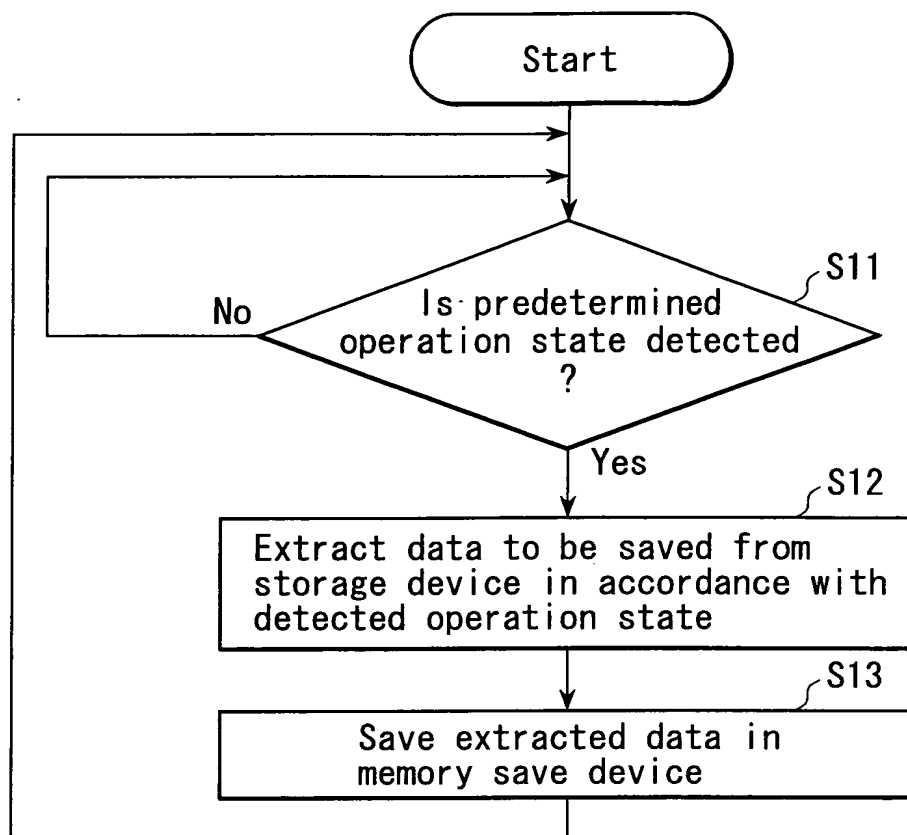 Start
S11
Is predetermined
operation state detected
?
No
Yes
S12
Extract data to be saved from
storage device in accordance with
detected operation state
S13
Save extracted data in
memory save device